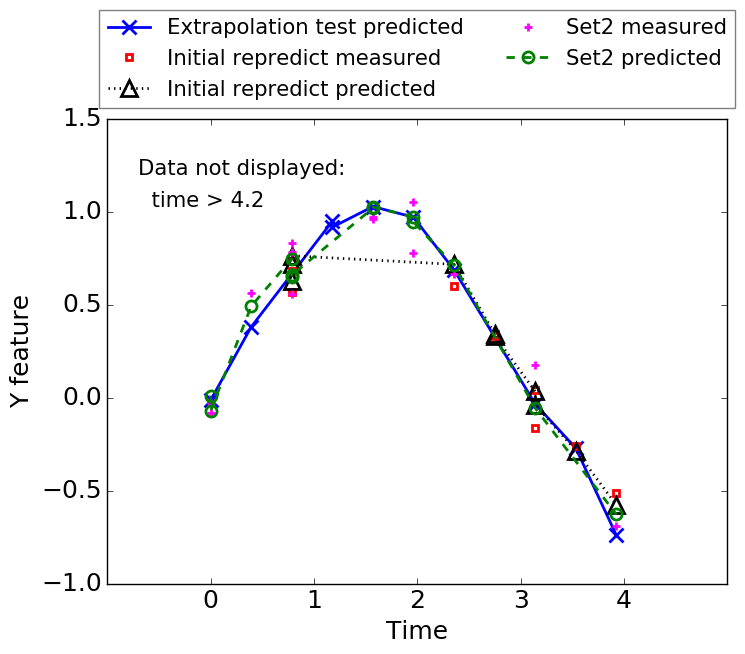 Extrapolation test predicted
Initial repredict measured
Initial repredict predicted
Set2 measured
Set2 predicted
1.5
1.0
0.5
0.0
−0.5
−1.0
Y feature
Data not displayed:
time > 4.2
0 1 2 3 4
Time